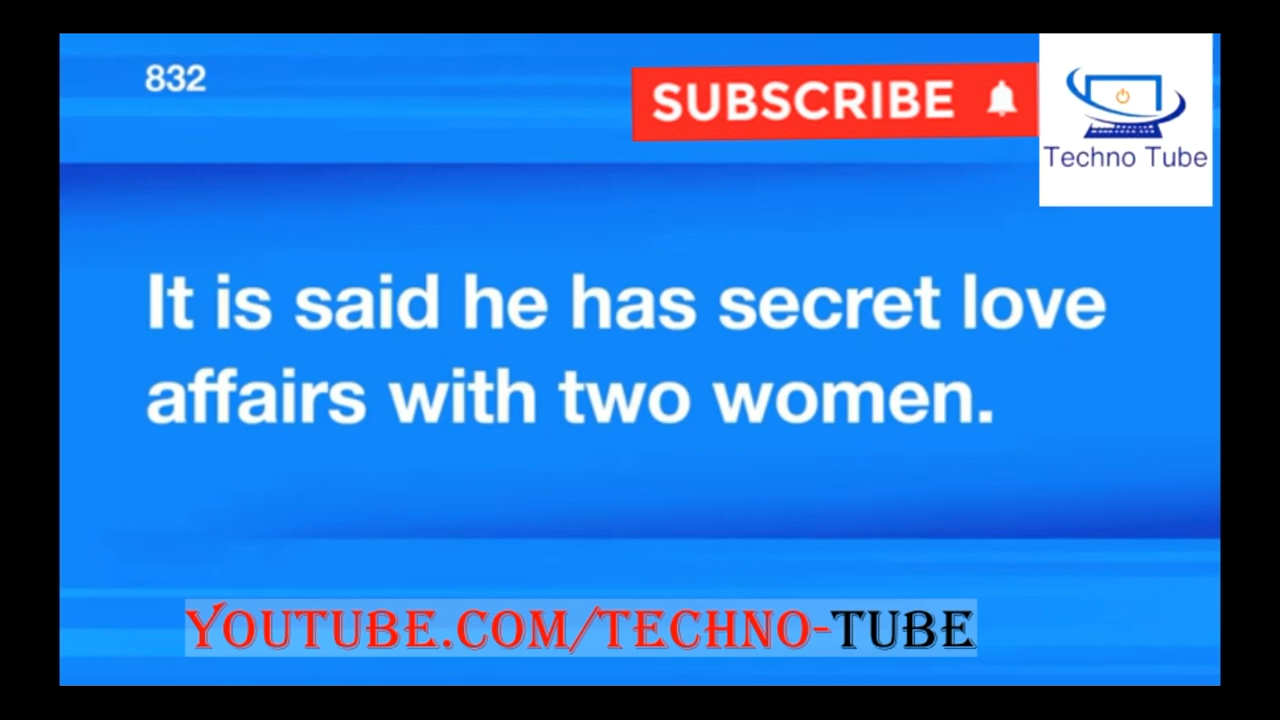 832
SUBSCRIBE
Techno Tube
It is said he has secret love
affairs with two women.
YOUTUBE.COM/TECHNO-TUBE